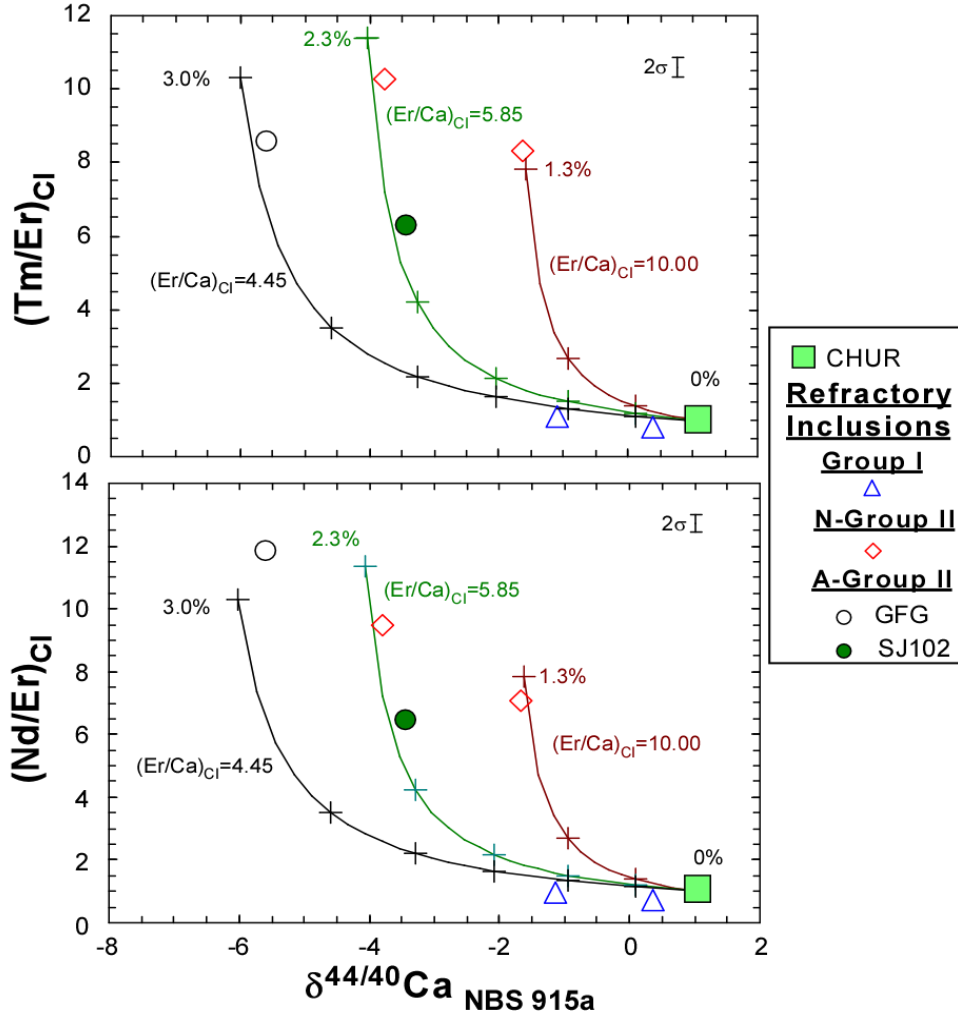 12
10
8
6
4
2
0
(Tm/Er)CI
2.3%
3.0%
2σ
(Er/Ca)CI=5.85
1.3%
(Er/Ca)CI=10.00
(Er/Ca)CI=4.45
0%
14
12
10
8
6
4
2
0
(Nd/Er)CI
2.3%
3.0%
2σ
(Er/Ca)CI=5.85
1.3%
(Er/Ca)CI=10.00
(Er/Ca)CI=4.45
0%
-8 -6 -4 -2 0 2
δ44/40Ca NBS 915a
CHUR
Refractory
Inclusions
Group I
N-Group II
A-Group II
GFG
SJ102